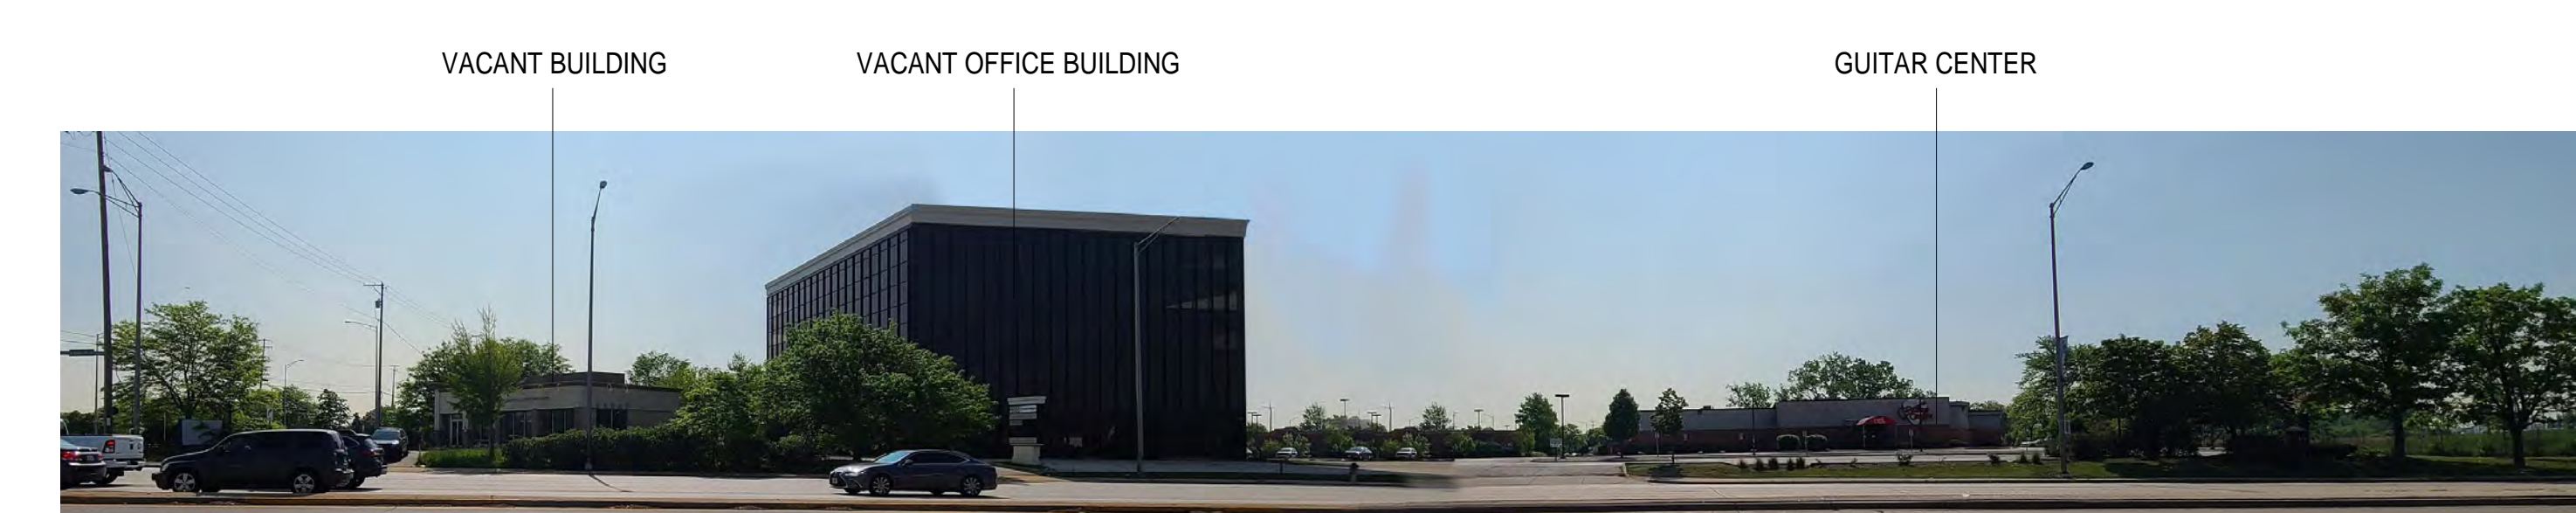 VACANT BUILDING
VACANT OFFICE BUILDING
GUITAR CENTER